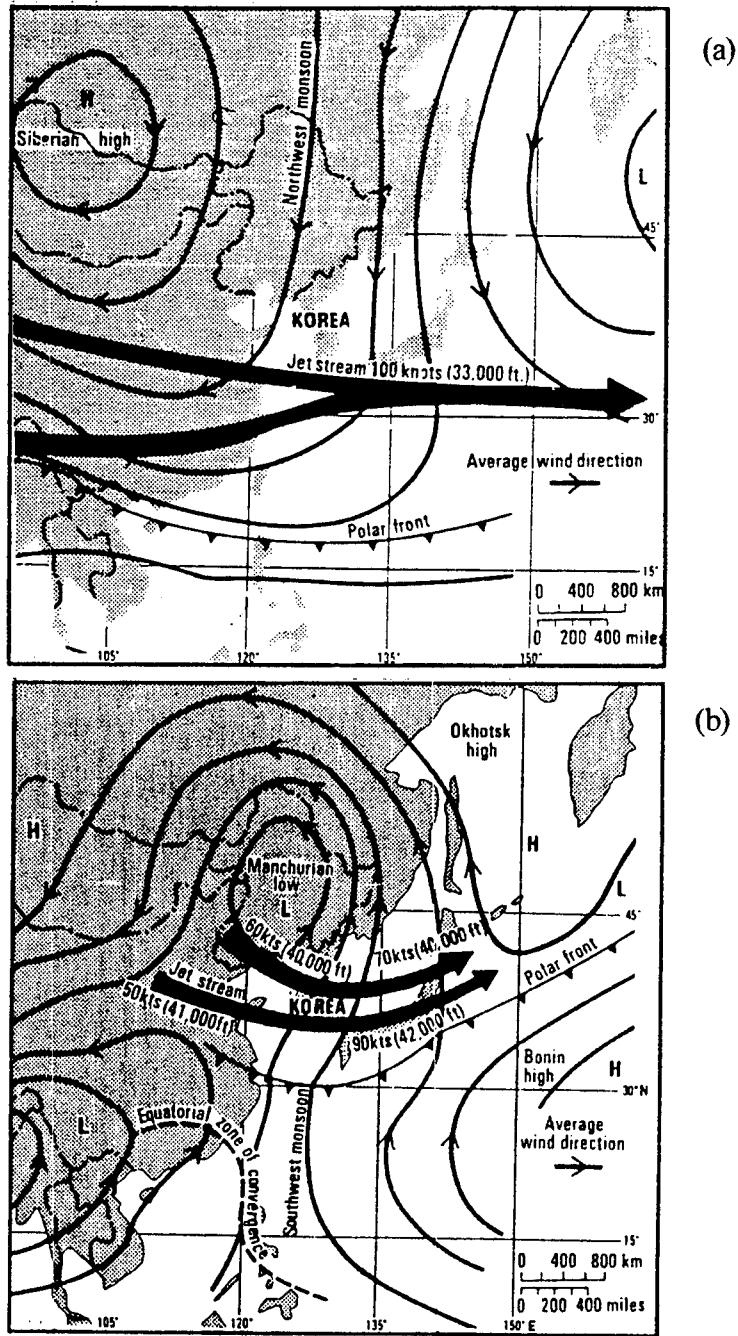 (a)
H
Siberian high
Northwest monsoon
L
45°
KOREA
Jet stream 100 knots (33,000 ft.)
30°
Average wind direction
Polar front
15°
0 400 800 km
0 200 400 miles
105°
120°
135°
150°
(b)
Okhotsk
high
H
H
Manchurian
low
L
L
45°
60kts (40,000 ft)
70kts (40,000 ft)
Polar front
Jet stream
KOREA
50kts (41,000ft)
90kts (42,000 ft)
Bonin
high
H
30°N
L
Equatorial zone of convergence
Southwest monsoon
Average
wind direction
15°
0 400 800 km
0 200 400 miles
105°
120°
135°
150° E